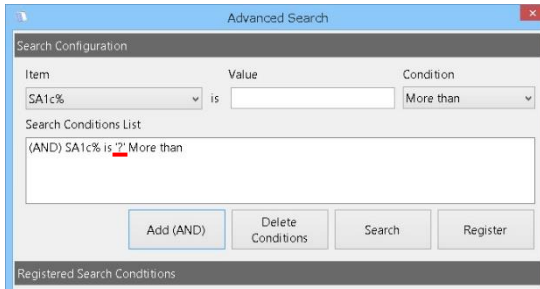 Advanced Search
Search Configuration
Item Value Condition
SA1c% is More than
Search Conditions List
(AND) SA1c% is '?' More than
Add (AND) Delete Conditions Search Register
Registered Search Condtitions